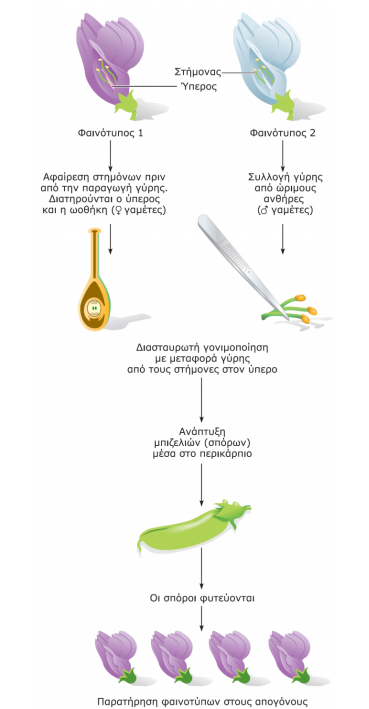 Στήμονας
Ύπερος
Φαινότυπος 1
Φαινότυπος 2
Αφαίρεση στημόνων πριν
από την παραγωγή γύρης.
Διατηρούνται ο ύπερος
και η ωοθήκη (♀ γαμέτες)
Συλλογή γύρης
από ώριμους
ανθήρες
(♂ γαμέτες)
Διασταυρωτή γονιμοποίηση
με μεταφορά γύρης
από τους στήμονες στον ύπερο
Ανάπτυξη
μπιζελιών (σπόρων)
μέσα στο περικάρπιο
Οι σπόροι φυτεύονται
Παρατήρηση φαινοτύπων στους απογόνους